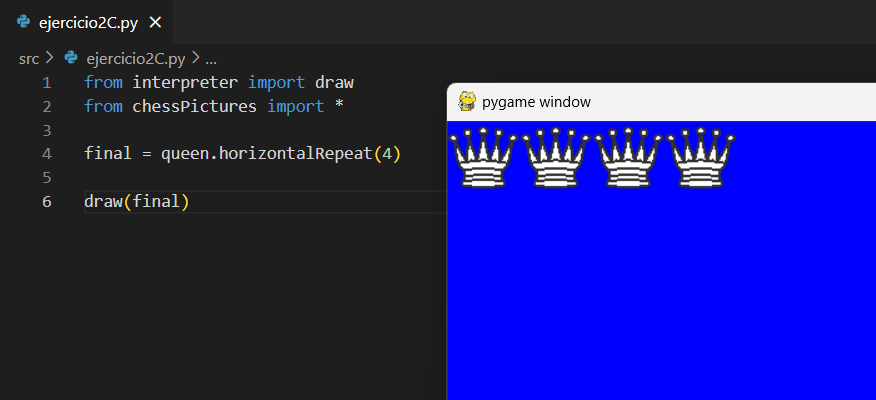 ejercicio2C.py
src > ejercicio2C.py > ...
1 from interpreter import draw
2 from chessPictures import *
3
4 final = queen.horizontalRepeat(4)
5
6 draw(final)
pygame window